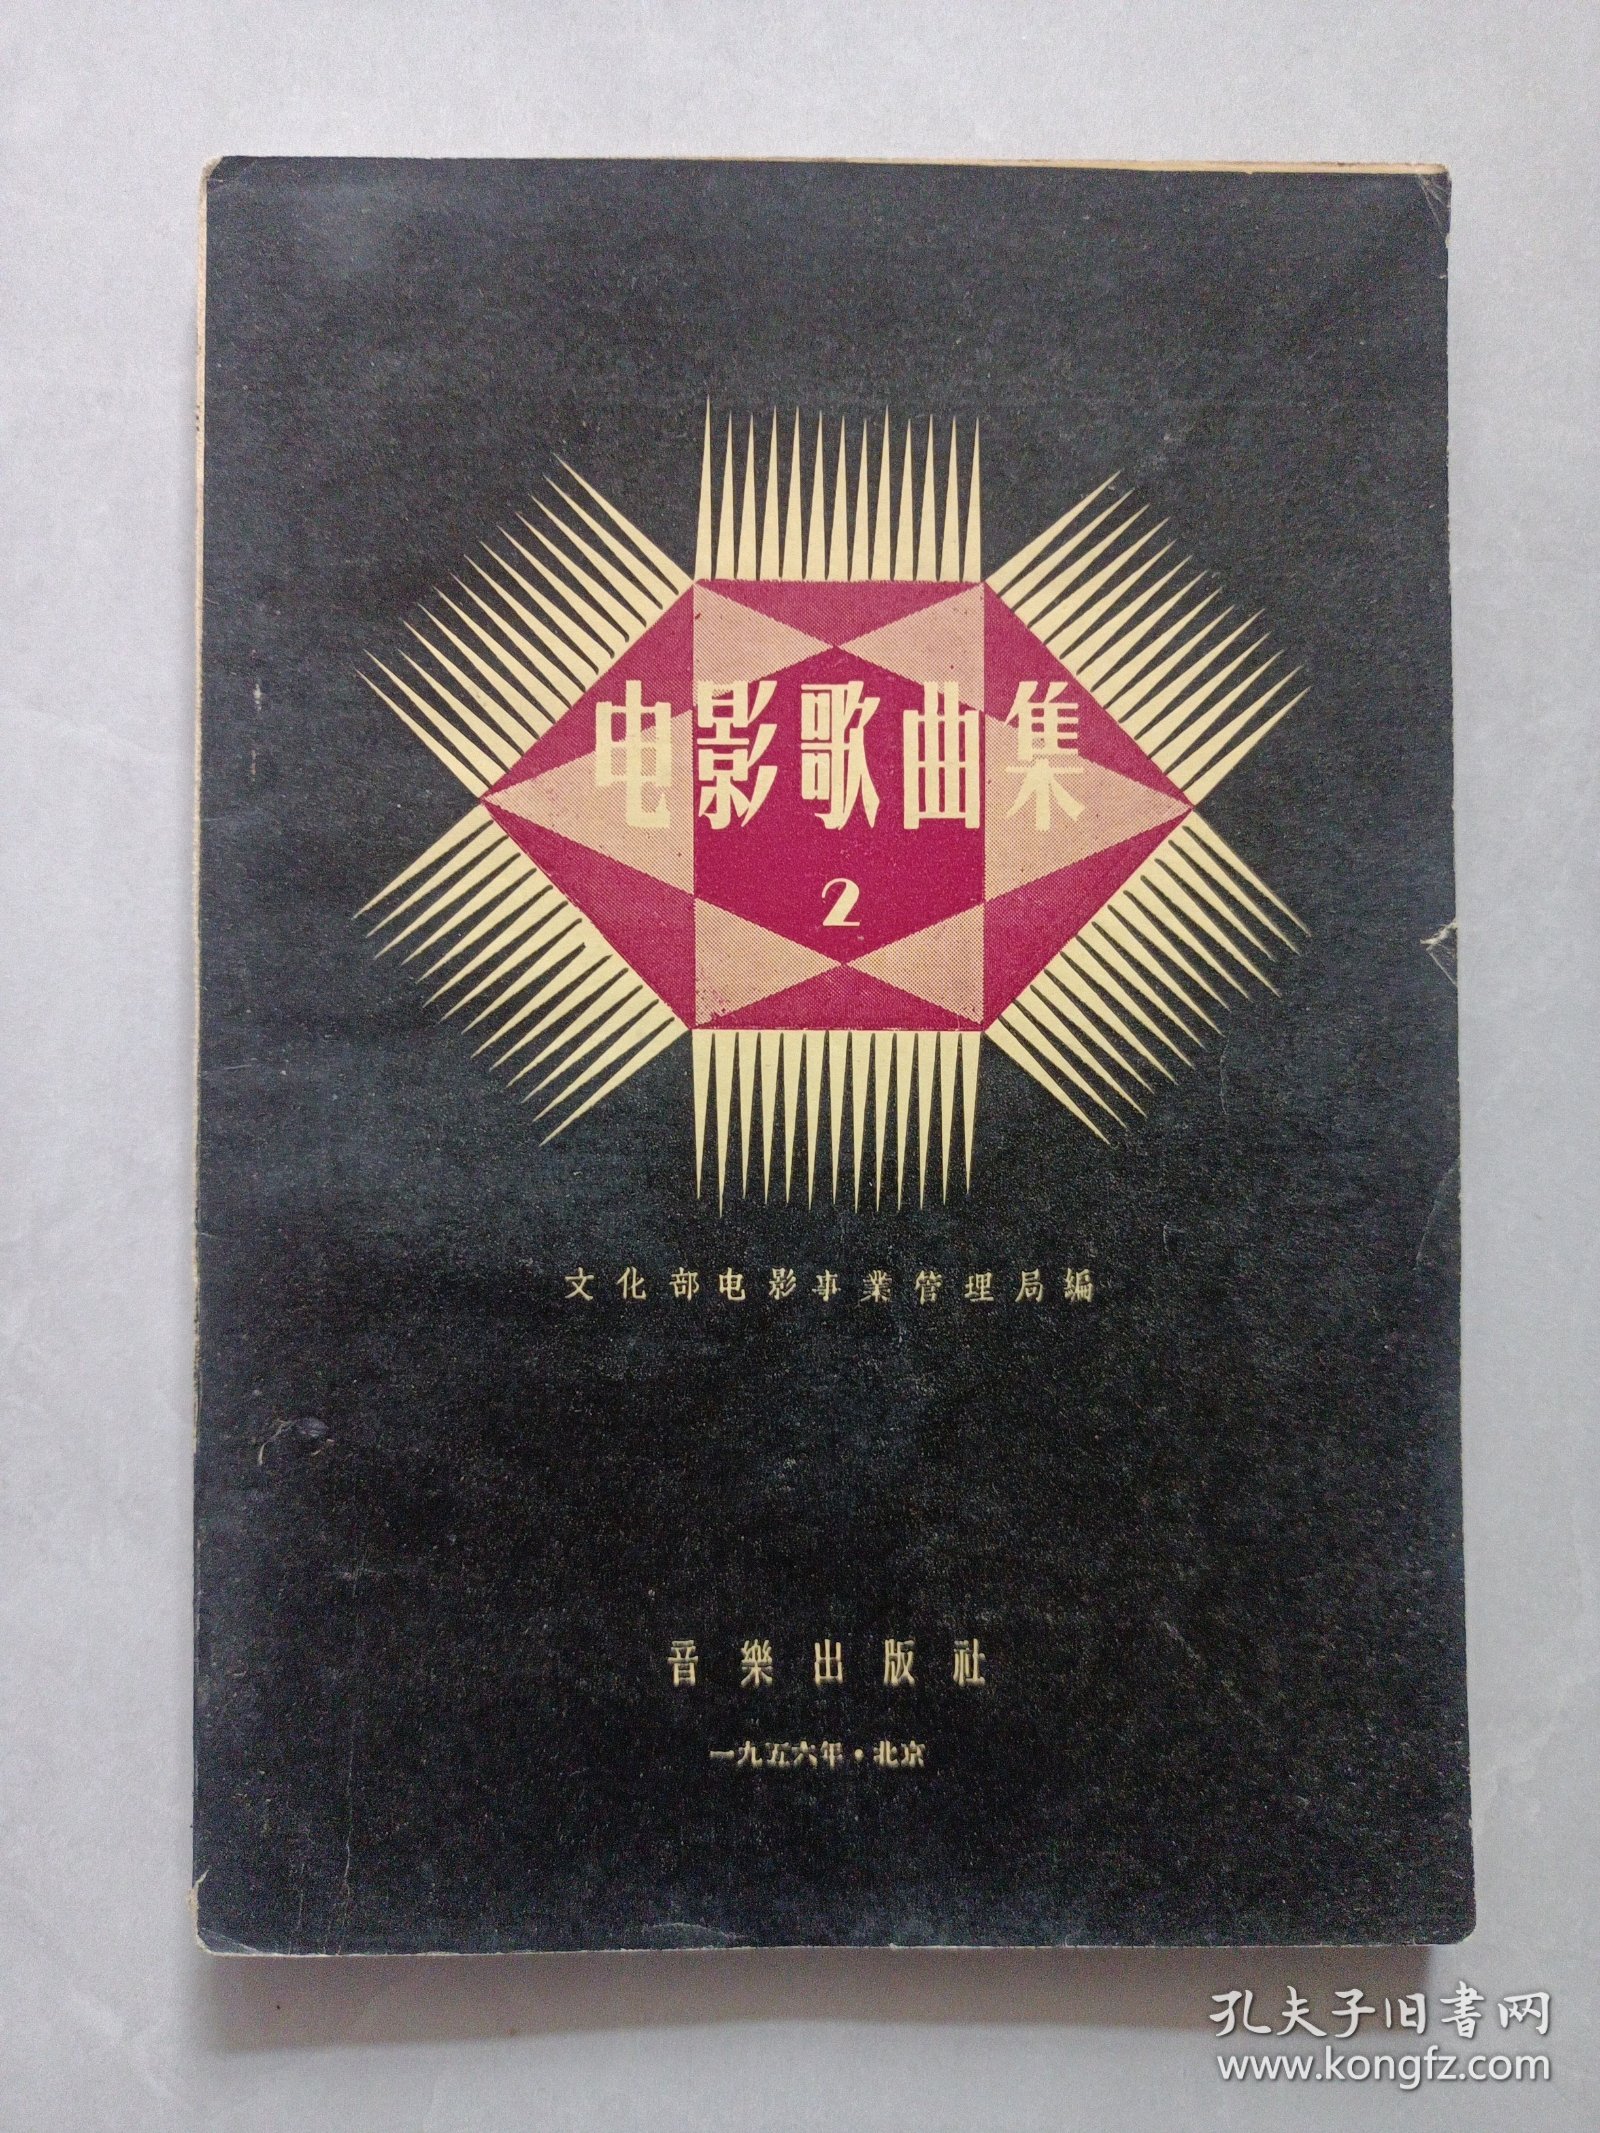 电影歌曲集
2
文化部电影事業管理局編
音樂出版社
一九五六年·北京
孔夫子旧書网
www.kongfz.com